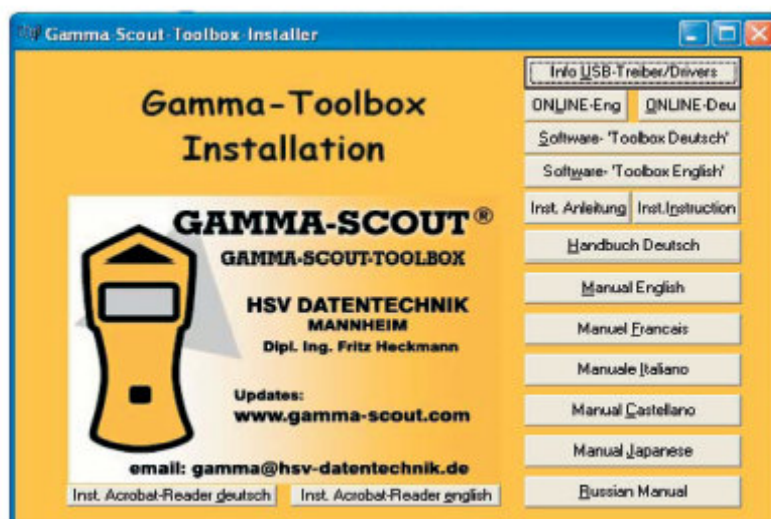 Gamma-Scout-Toolbox-Installer
Gamma-Toolbox
Installation
GAMMA-SCOUT®
GAMMA-SCOUT-TOOLBOX
HSV DATENTECHNIK
MANNHEIM
Dipl. Ing. Fritz Heckmann
Updates:
www.gamma-scout.com
email: gamma@hsv-datentechnik.de
Inst. Acrobat-Reader deutsch
Inst. Acrobat-Reader english
Info USB-Treiber/Drivers
ONLINE-Eng
ONLINE-Deu
Software- 'Toolbox Deutsch'
Software- 'Toolbox English'
Inst. Anleitung
Inst.Instruction
Handbuch Deutsch
Manual English
Manuel Francais
Manuale Italiano
Manual Castellano
Manual Japanese
Russian Manual